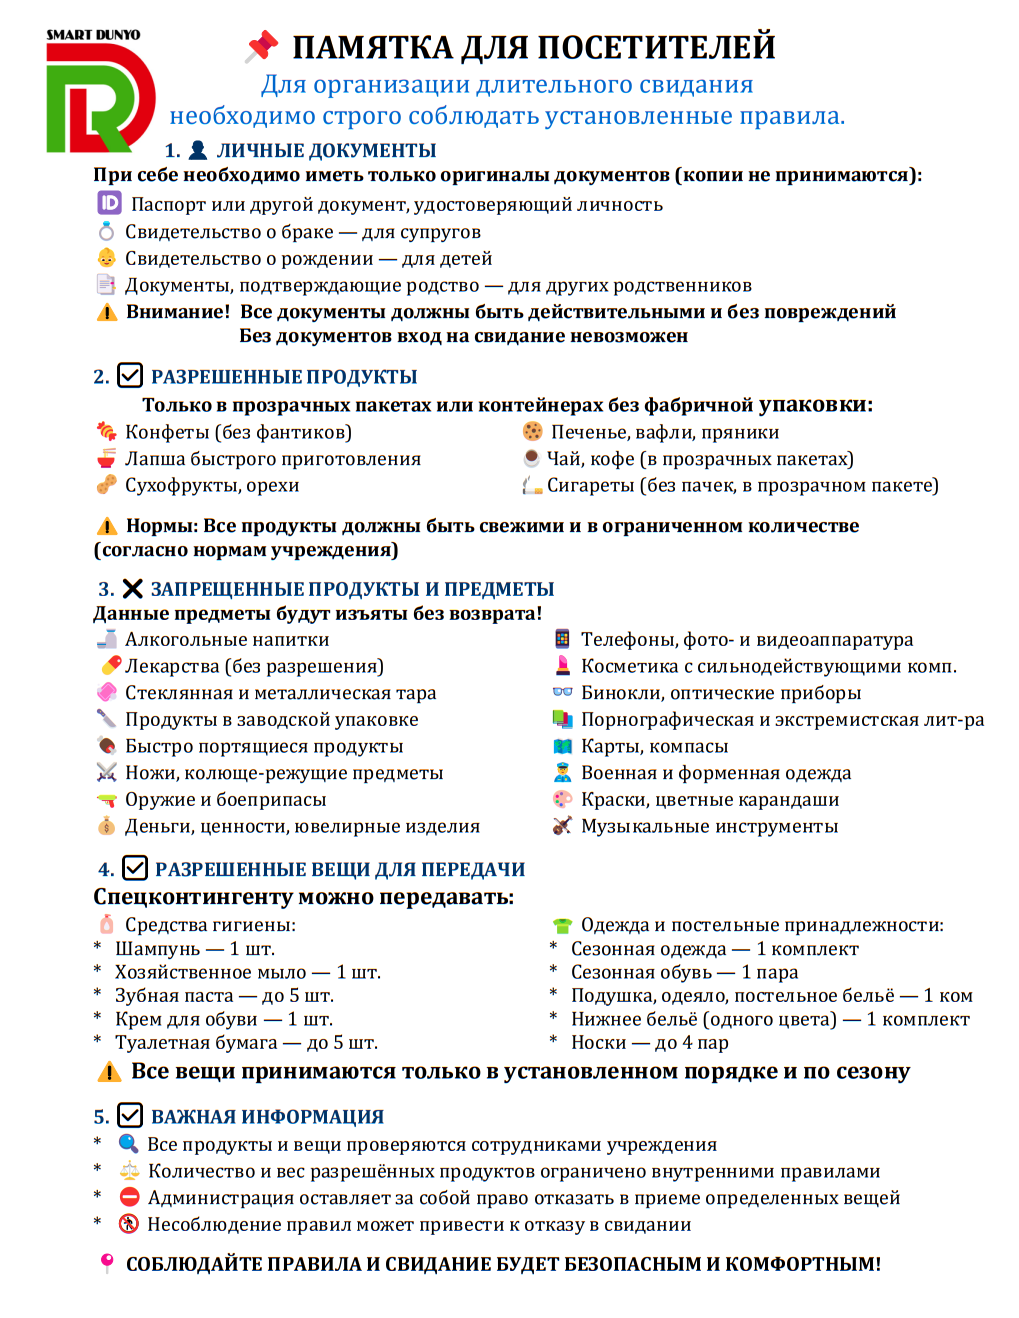 SMART DUNYO
ПАМЯТКА ДЛЯ ПОСЕТИТЕЛЕЙ
Для организации длительного свидания
необходимо строго соблюдать установленные правила.
1. ЛИЧНЫЕ ДОКУМЕНТЫ
При себе необходимо иметь только оригиналы документов (копии не принимаются):
ID Паспорт или другой документ, удостоверяющий личность
Свидетельство о браке — для супругов
Свидетельство о рождении — для детей
Документы, подтверждающие родство — для других родственников
Внимание! Все документы должны быть действительными и без повреждений
Без документов вход на свидание невозможен
2. РАЗРЕШЕННЫЕ ПРОДУКТЫ
Только в прозрачных пакетах или контейнерах без фабричной упаковки:
Конфеты (без фантиков)
Печенье, вафли, пряники
Лапша быстрого приготовления
Чай, кофе (в прозрачных пакетах)
Сухофрукты, орехи
Сигареты (без пачек, в прозрачном пакете)
Нормы: Все продукты должны быть свежими и в ограниченном количестве
(согласно нормам учреждения)
3. ЗАПРЕЩЕННЫЕ ПРОДУКТЫ И ПРЕДМЕТЫ
Данные предметы будут изъяты без возврата!
Алкогольные напитки
Телефоны, фото- и видеоаппаратура
Лекарства (без разрешения)
Косметика с сильнодействующими комп.
Стеклянная и металлическая тара
Бинокли, оптические приборы
Продукты в заводской упаковке
Порнографическая и экстремистская лит-ра
Быстро портящиеся продукты
Карты, компасы
Ножи, колюще-режущие предметы
Военная и форменная одежда
Оружие и боеприпасы
Краски, цветные карандаши
Деньги, ценности, ювелирные изделия
Музыкальные инструменты
4. РАЗРЕШЕННЫЕ ВЕЩИ ДЛЯ ПЕРЕДАЧИ
Спецконтингенту можно передавать:
Средства гигиены:
Одежда и постельные принадлежности:
* Шампунь — 1 шт.
* Сезонная одежда — 1 комплект
* Хозяйственное мыло — 1 шт.
* Сезонная обувь — 1 пара
* Зубная паста — до 5 шт.
* Подушка, одеяло, постельное бельё — 1 ком
* Крем для обуви — 1 шт.
* Нижнее бельё (одного цвета) — 1 комплект
* Туалетная бумага — до 5 шт.
* Носки — до 4 пар
Все вещи принимаются только в установленном порядке и по сезону
5. ВАЖНАЯ ИНФОРМАЦИЯ
* Все продукты и вещи проверяются сотрудниками учреждения
* Количество и вес разрешённых продуктов ограничено внутренними правилами
* Администрация оставляет за собой право отказать в приеме определенных вещей
* Несоблюдение правил может привести к отказу в свидании
СОБЛЮДАЙТЕ ПРАВИЛА И СВИДАНИЕ БУДЕТ БЕЗОПАСНЫМ И КОМФОРТНЫМ!